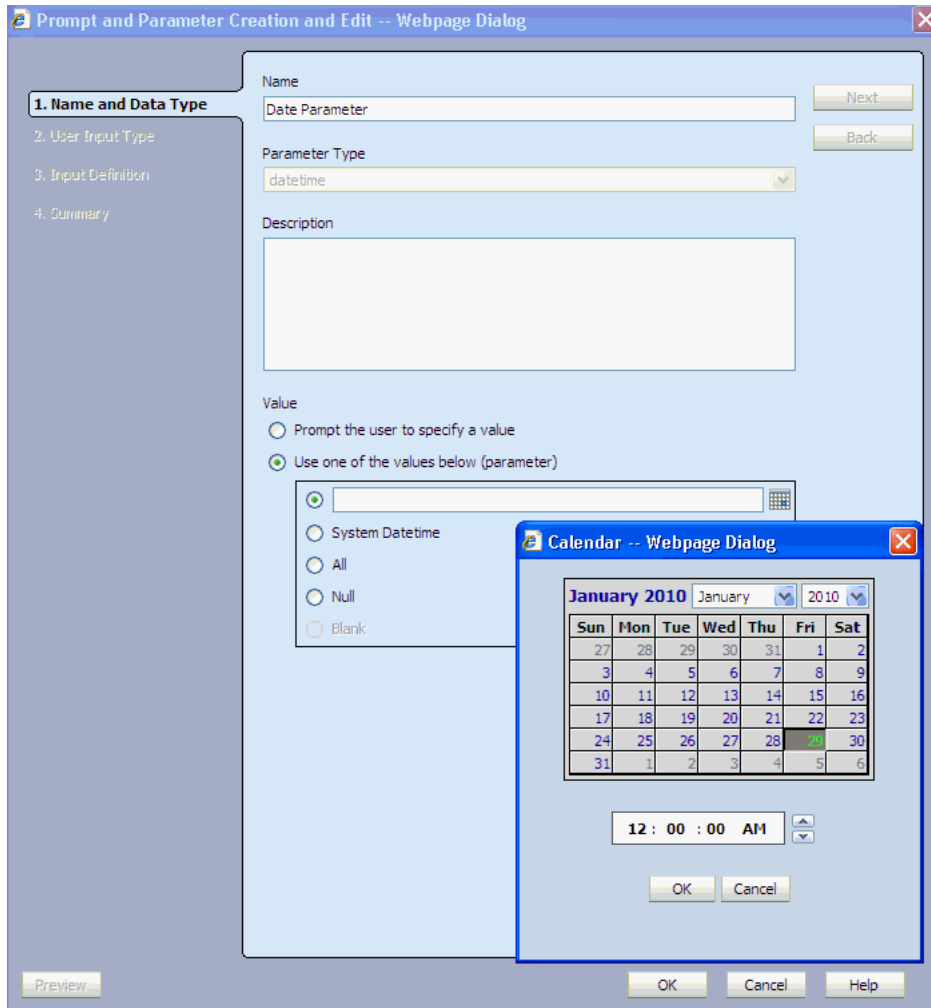 Prompt and Parameter Creation and Edit -- Webpage Dialog
1. Name and Data Type
2. User Input Type
3. Input Definition
4. Summary
Name
Date Parameter
Next
Back
Parameter Type
datetime
Description
Value
Prompt the user to specify a value
Use one of the values below (parameter)
System Datetime
All
Null
Blank
Calendar -- Webpage Dialog
January 2010 January 2010
Sun Mon Tue Wed Thu Fri Sat
27 28 29 30 31 1 2
3 4 5 6 7 8 9
10 11 12 13 14 15 16
17 18 19 20 21 22 23
24 25 26 27 28 29 30
31 1 2 3 4 5 6
12 : 00 : 00 AM
OK Cancel
Preview
OK Cancel Help